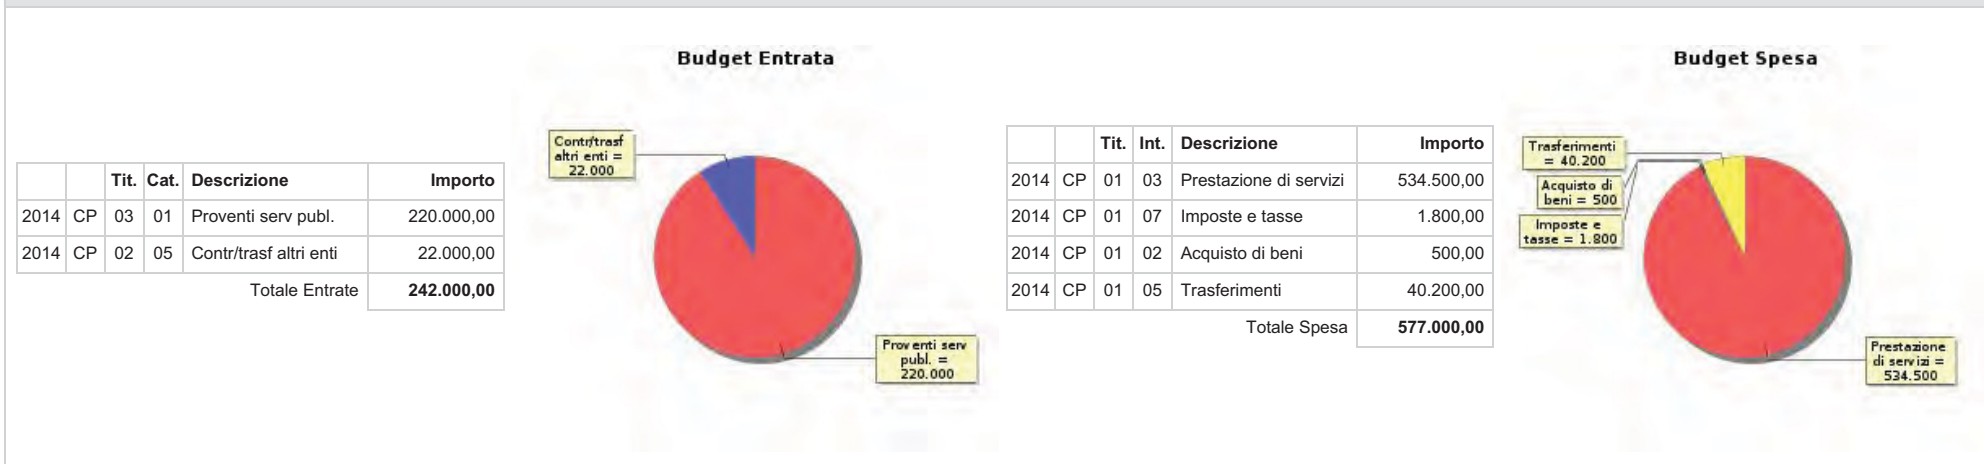 Budget Entrata
Tit. Cat. Descrizione Importo
2014 CP 03 01 Proventi serv publ. 220.000,00
2014 CP 02 05 Contr/trasf altri enti 22.000,00
Totale Entrate 242.000,00
Contr/trasf
altri enti =
22.000
Proventi serv
publ. =
220.000
Budget Spesa
Tit. Int. Descrizione Importo
2014 CP 01 03 Prestazione di servizi 534.500,00
2014 CP 01 07 Imposte e tasse 1.800,00
2014 CP 01 02 Acquisto di beni 500,00
2014 CP 01 05 Trasferimenti 40.200,00
Totale Spesa 577.000,00
Trasferimenti
= 40.200
Acquisto di
beni = 500
Imposte e
tasse = 1.800
Prestazione
di servizi =
534.500